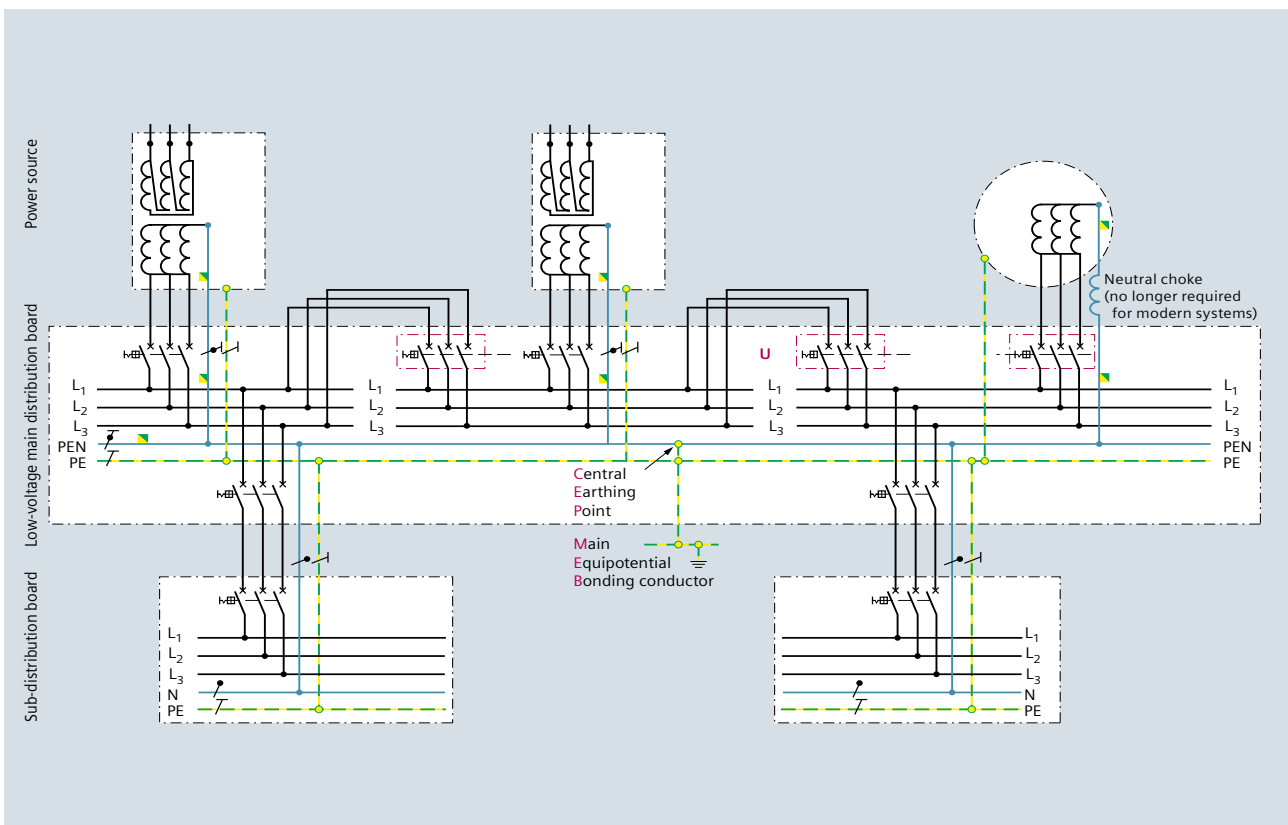 Power source
Neutral choke
(no longer required
for modern systems)
Low-voltage main distribution board
U
L1
L1
L1
L1
L2
L2
L2
L2
L3
L3
L3
L3
PEN
PEN
PE
PE
Central
Earthing
Point
Main
Equipotential
Bonding conductor
Sub-distribution board
L1
L1
L2
L2
L3
L3
N
N
PE
PE